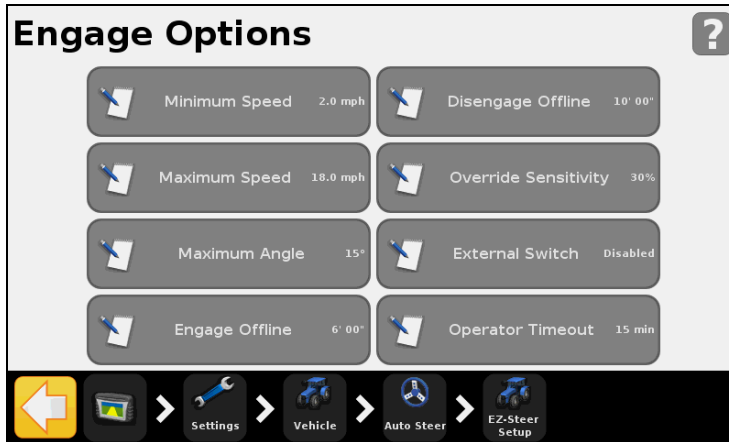 Engage Options
?
Minimum Speed 2.0 mph
Disengage Offline 10' 00"
Maximum Speed 18.0 mph
Override Sensitivity 30%
Maximum Angle 15°
External Switch Disabled
Engage Offline 6' 00"
Operator Timeout 15 min
Settings
Vehicle
Auto Steer
EZ-Steer
Setup